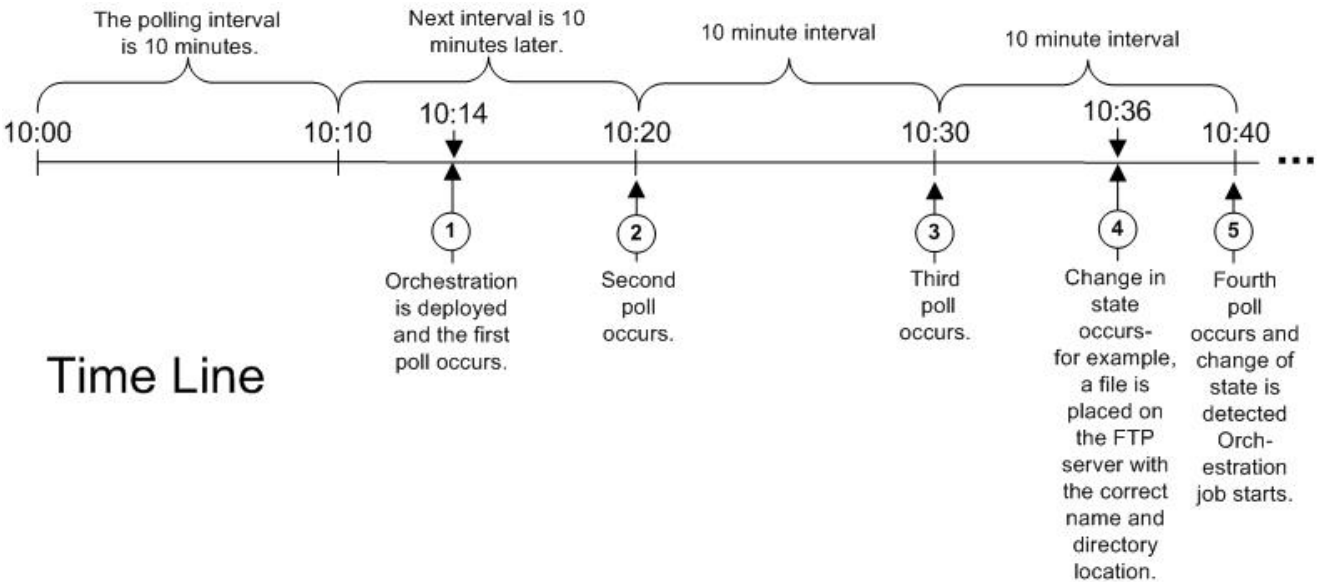 The polling interval
is 10 minutes.
Next interval is 10
minutes later.
10 minute interval
10 minute interval
10:00
10:10
10:14
10:20
10:30
10:36
10:40
...
1
2
3
4
5
Orchestration
is deployed
and the first
poll occurs.
Second
poll
occurs.
Third
poll
occurs.
Change in
state
occurs-
for example,
a file is
placed on
the FTP
server with
the correct
name and
directory
location.
Fourth
poll
occurs and
change of
state is
detected
Orch-
estration
job starts.
Time Line